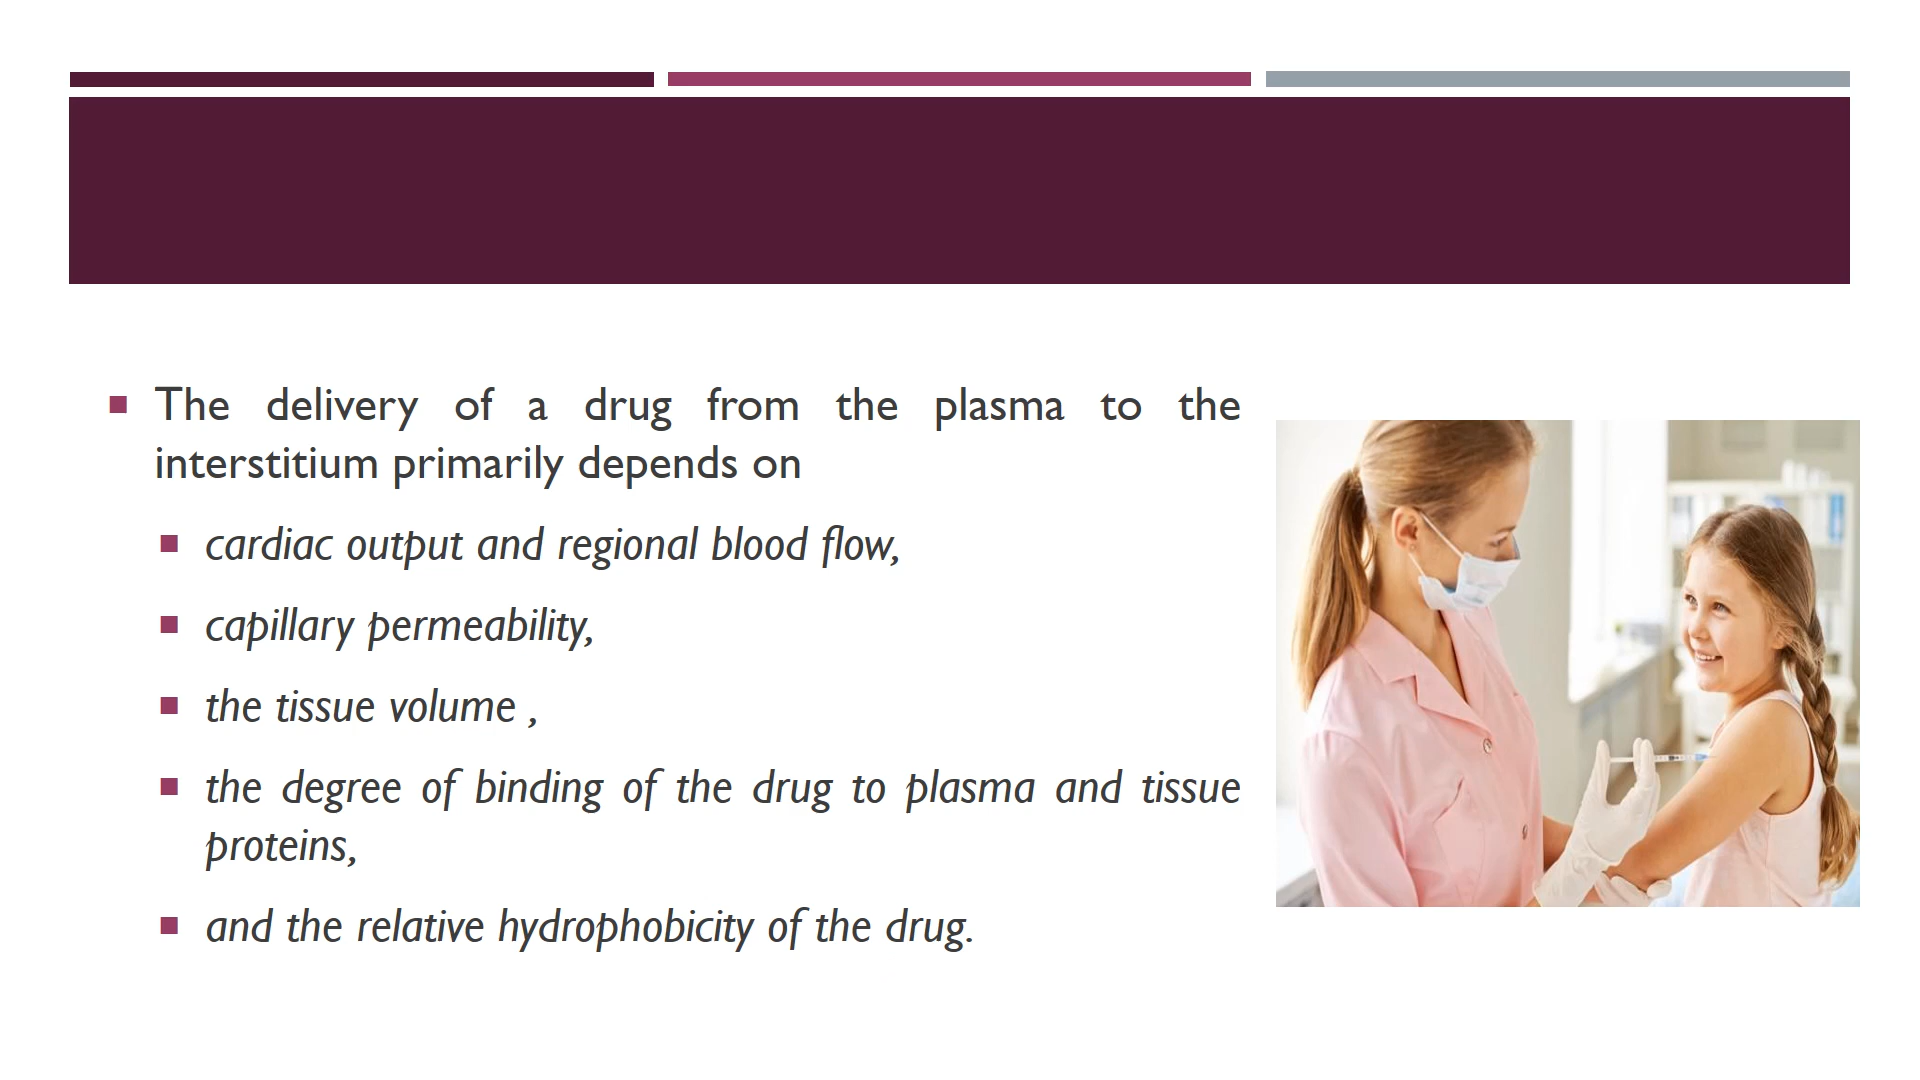 The delivery of a drug from the plasma to the
interstitium primarily depends on
cardiac output and regional blood flow,
capillary permeability,
the tissue volume ,
the degree of binding of the drug to plasma and tissue
proteins,
and the relative hydrophobicity of the drug.